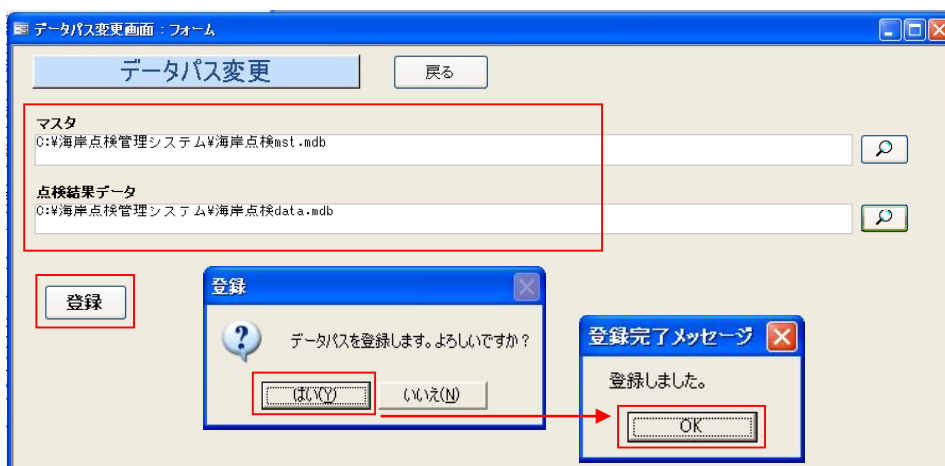 データパス変更画面：フォーム
データパス変更
戻る
マスタ
C:¥海岸点検管理システム¥海岸点検mst.mdb
点検結果データ
C:¥海岸点検管理システム¥海岸点検data.mdb
登録
登録
データパスを登録します。よろしいですか？
はい(Y)
いいえ(N)
登録完了メッセージ
登録しました。
OK